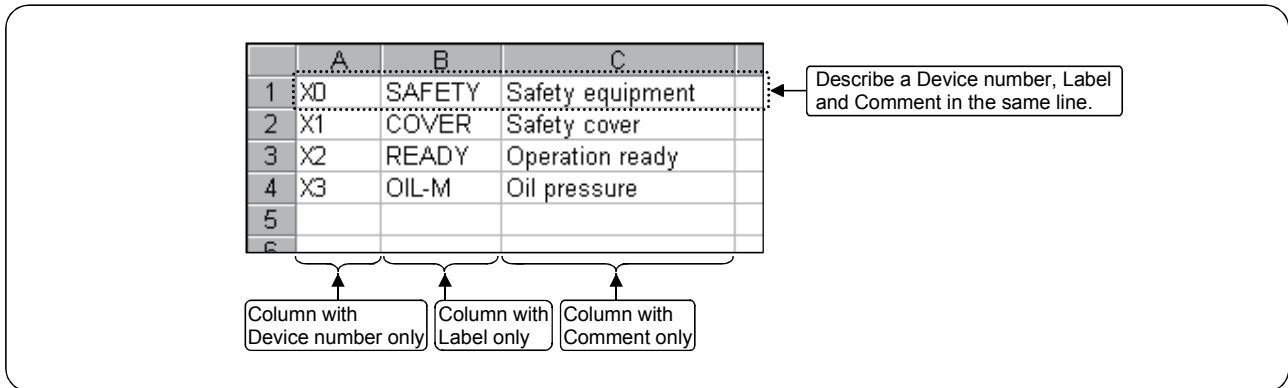 A B C
1 X0 SAFETY Safety equipment
2 X1 COVER Safety cover
3 X2 READY Operation ready
4 X3 OIL-M Oil pressure
5
6
Describe a Device number, Label
and Comment in the same line.
Column with
Device number only
Column with
Label only
Column with
Comment only